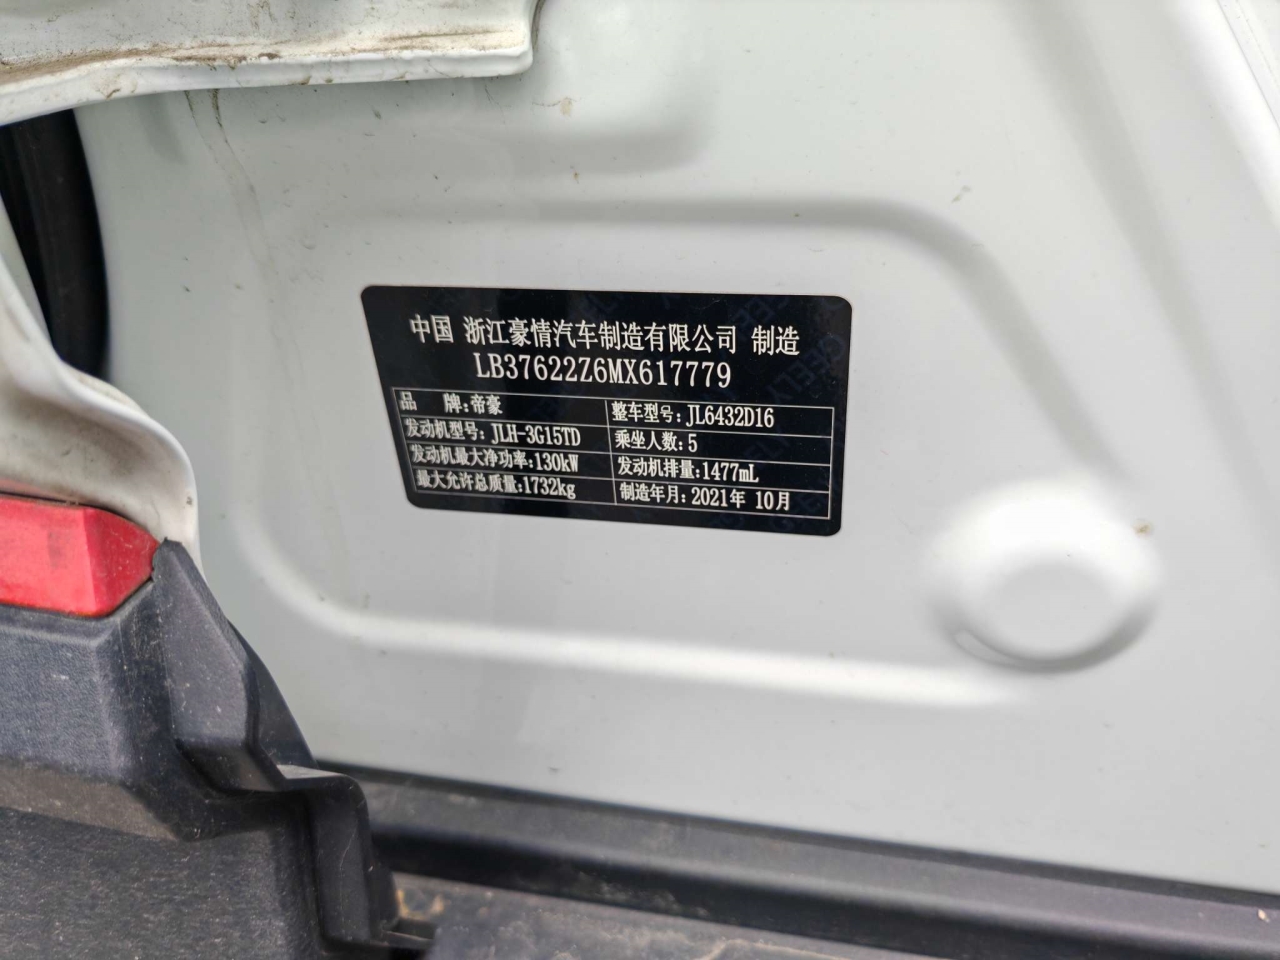 中国 浙江豪情汽车制造有限公司 制造
LB37622Z6MX617779
品 牌:帝豪 整车型号:JL6432D16
发动机型号:JLH-3G15TD 乘坐人数:5
发动机最大净功率:130kW 发动机排量:1477mL
最大允许总质量:1732kg 制造年月:2021年 10月